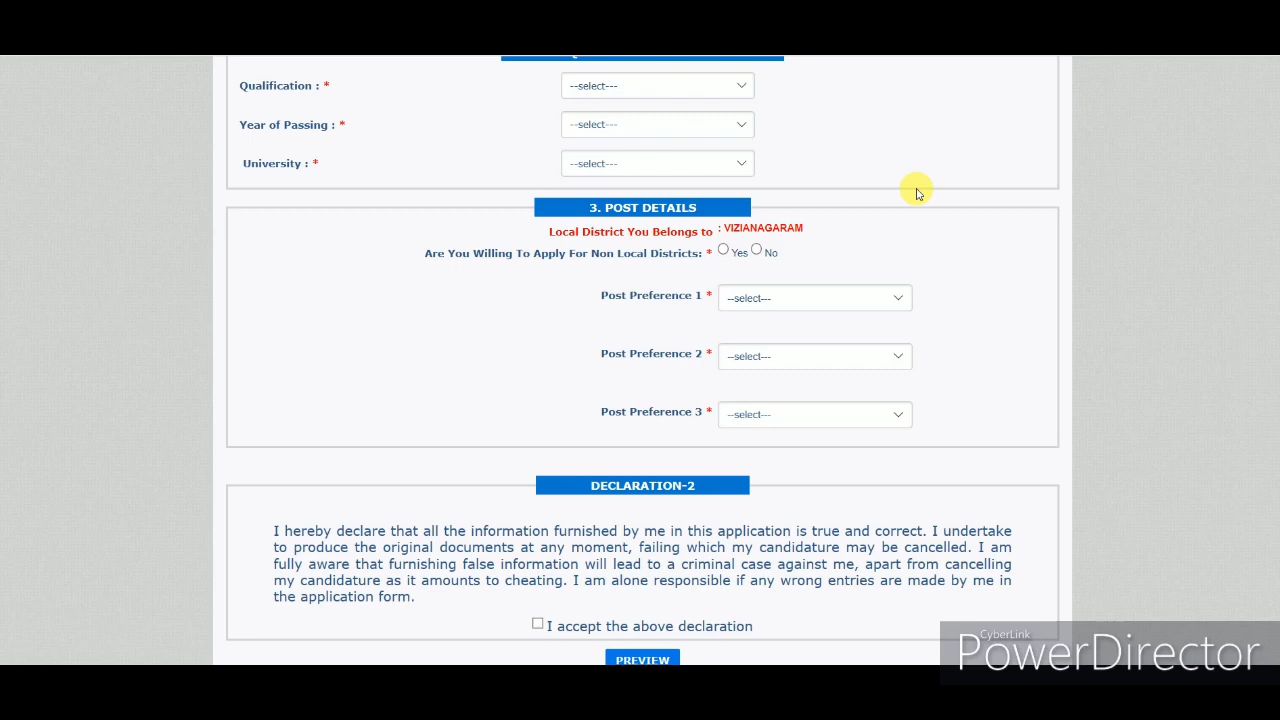 Qualification : * --select---
Year of Passing : * --select---
University : * --select---
3. POST DETAILS
Local District You Belongs to : VIZIANAGARAM
Are You Willing To Apply For Non Local Districts: * Yes No
Post Preference 1 * --select---
Post Preference 2 * --select---
Post Preference 3 * --select---
DECLARATION-2
I hereby declare that all the information furnished by me in this application is true and correct. I undertake
to produce the original documents at any moment, failing which my candidature may be cancelled. I am
fully aware that furnishing false information will lead to a criminal case against me, apart from cancelling
my candidature as it amounts to cheating. I am alone responsible if any wrong entries are made by me in
the application form.
I accept the above declaration
PREVIEW
CyberLink
PowerDirector